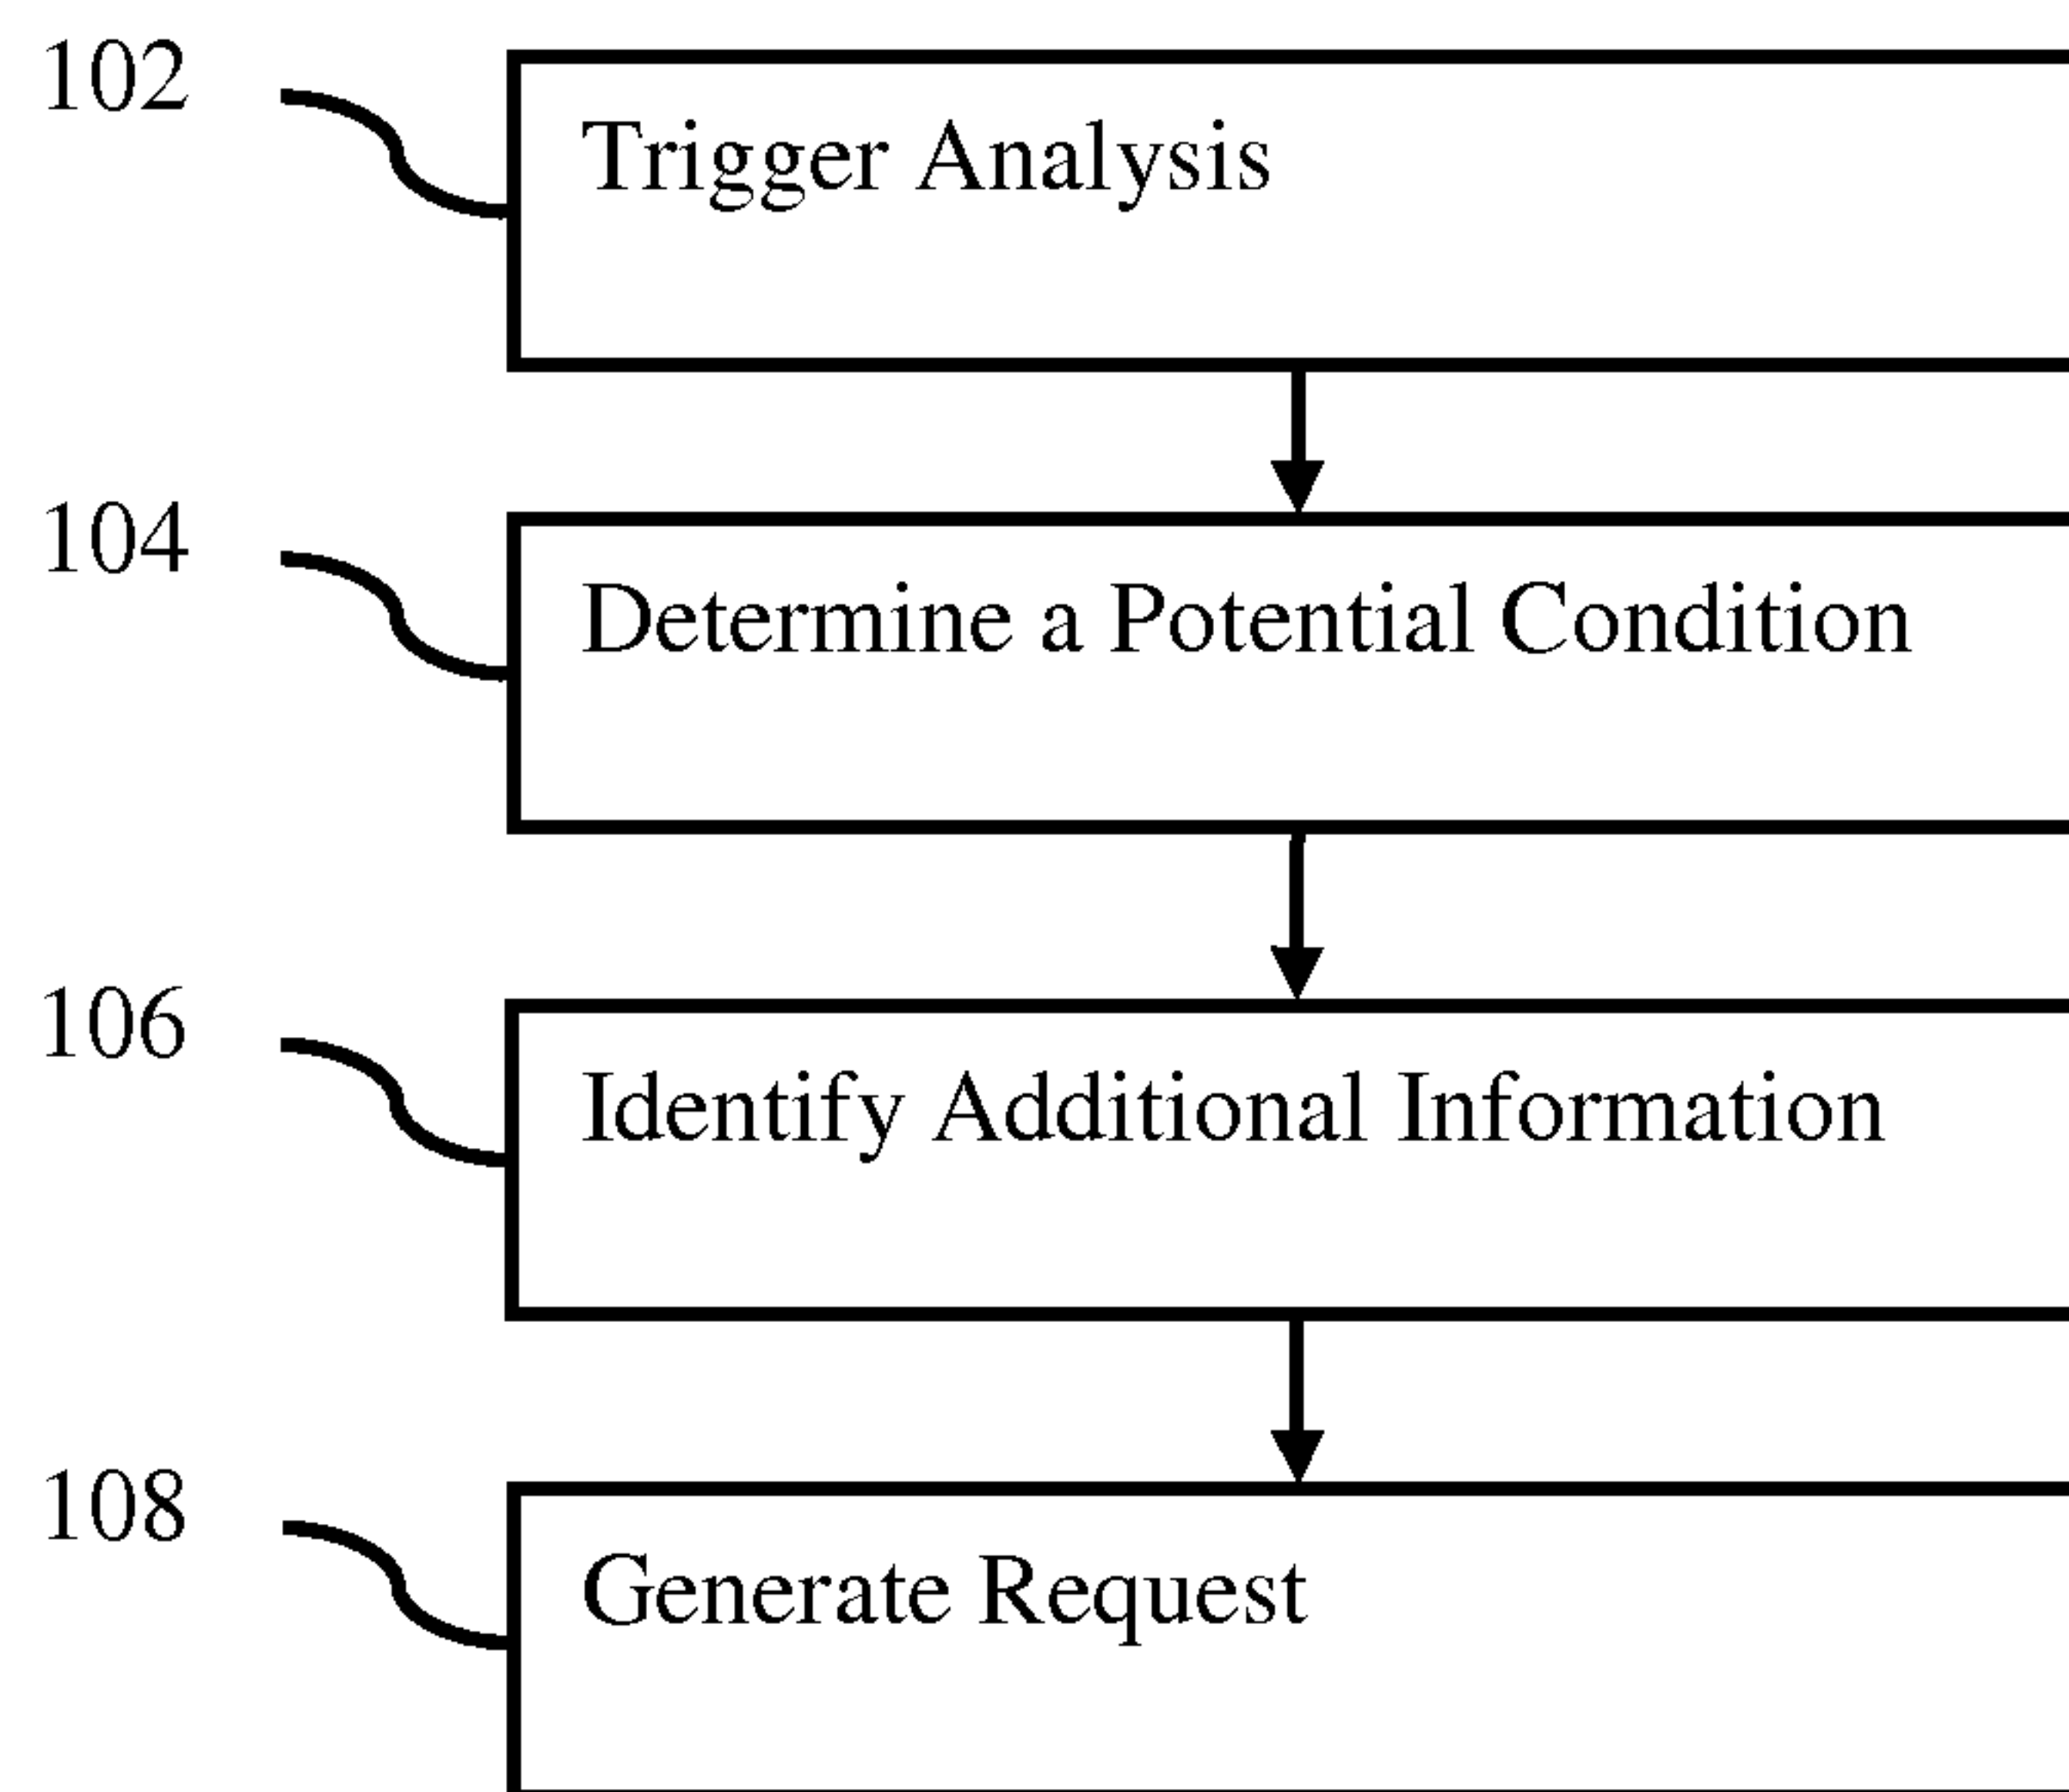 102
Trigger Analysis
104
Determine a Potential Condition
106
Identify Additional Information
108
Generate Request